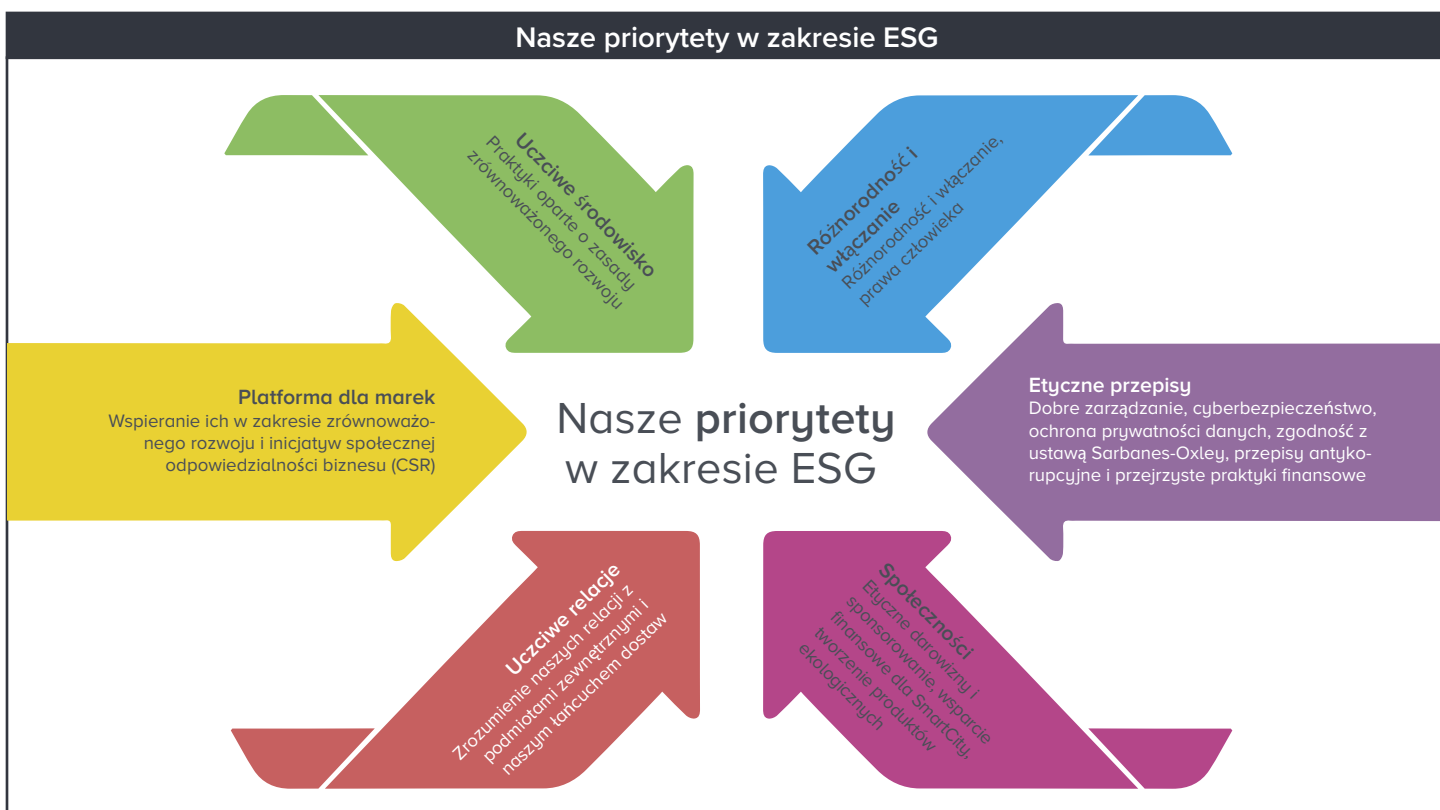 Nasze priorytety w zakresie ESG
Uczciwe środowisko
Praktyki oparte o zasady
zrównoważonego rozwoju
Różnorodność i
włączanie
Różnorodność i włączanie,
prawa człowieka
Platforma dla marek
Wspieranie ich w zakresie zrównoważo-
nego rozwoju i inicjatyw społecznej
odpowiedzialności biznesu (CSR)
Nasze priorytety
w zakresie ESG
Etyczne przepisy
Dobre zarządzanie, cyberbezpieczeństwo,
ochrona prywatności danych, zgodność z
ustawą Sarbanes-Oxley, przepisy antyko-
rupcyjne i przejrzyste praktyki finansowe
Uczciwe relacje
Zrozumienie naszych relacji z
podmiotami zewnętrznymi i
naszym łańcuchem dostaw
Społeczności
Etyczne darowizny i
sponsorowanie, wsparcie
finansowe dla SmartCity,
tworzenie produktów
ekologicznych